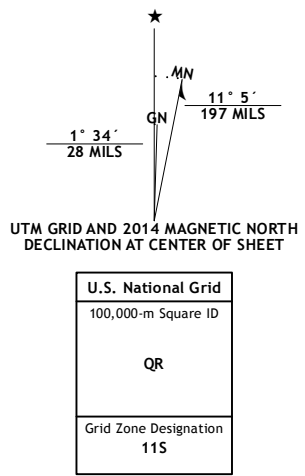 ★
MN
11° 5´
197 MILS
GN
1° 34´
28 MILS
UTM GRID AND 2014 MAGNETIC NORTH
DECLINATION AT CENTER OF SHEET
U.S. National Grid
100,000-m Square ID
QR
Grid Zone Designation
11S